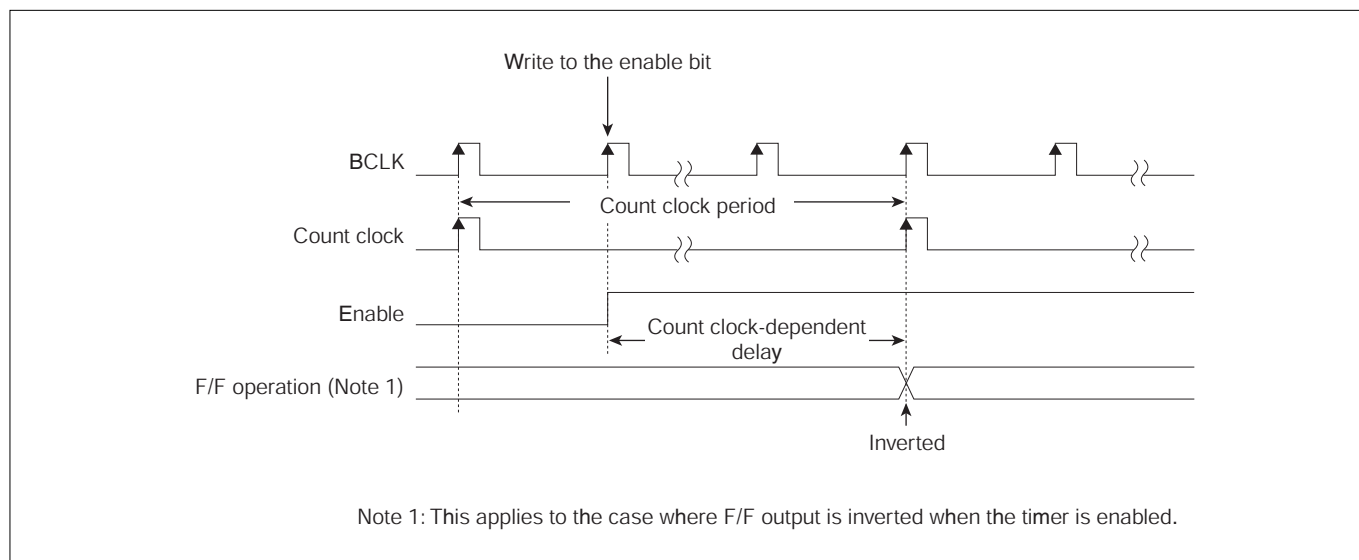 Write to the enable bit
BCLK
Count clock period
Count clock
Enable
Count clock-dependent
delay
F/F operation (Note 1)
Inverted
Note 1: This applies to the case where F/F output is inverted when the timer is enabled.